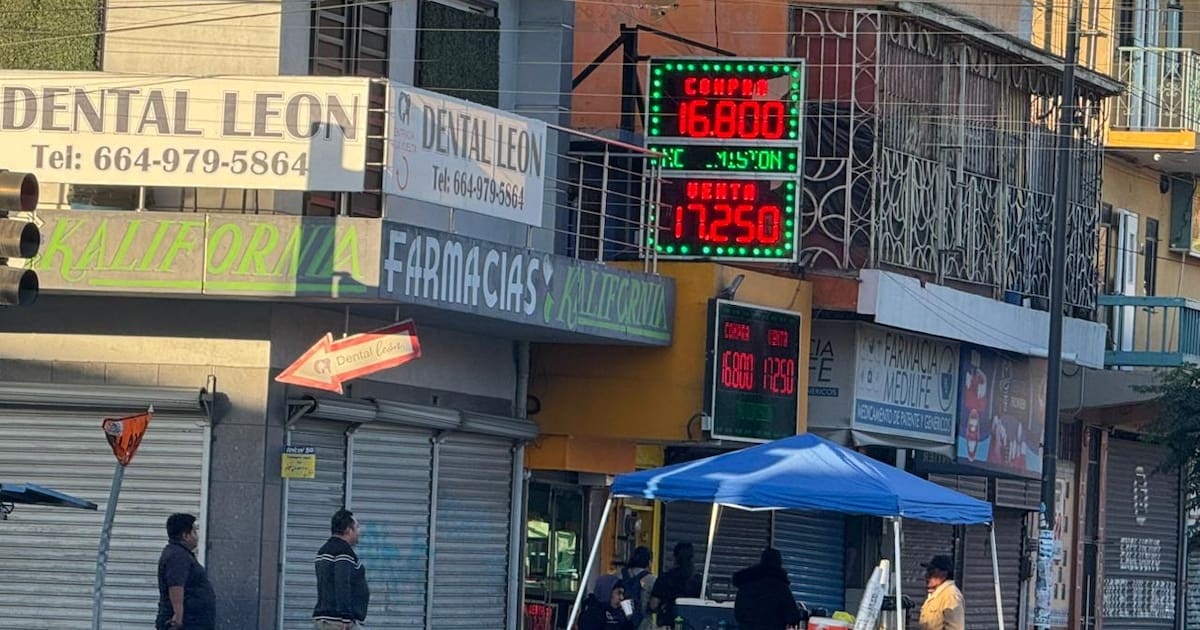 DENTAL LEON
Tel: 664-979-5864
DENTAL LEON
Tel: 664-979-5864
KALIFORNIA
FARMACIAS
KALIFORNIA
Dental león
COMPRA
16.800
VENTA
17.250
COMPRA VENTA
16.800 17.250
FARMACIA
MEDILIFE
MEDICAMENTO DE PATENTE Y GENERICOS